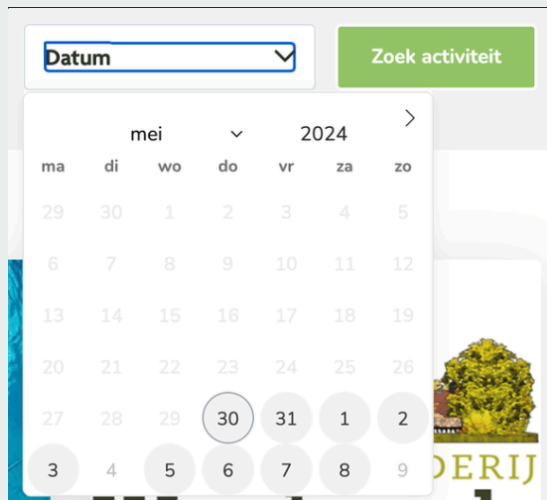 Datum
Zoek activiteit
mei 2024
ma di wo do vr za zo
29 30 1 2 3 4 5
6 7 8 9 10 11 12
13 14 15 16 17 18 19
20 21 22 23 24 25 26
27 28 29 30 31 1 2
3 4 5 6 7 8 9
DERIJ